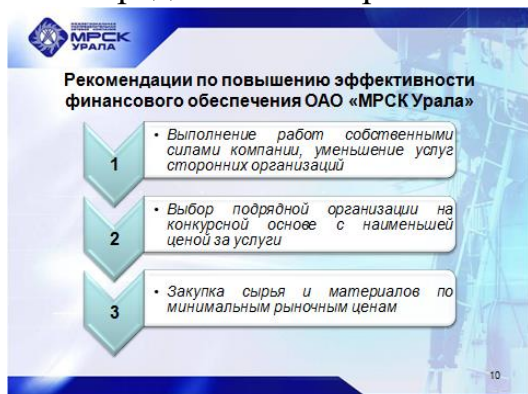 МРСК
УРАЛА
Рекомендации по повышению эффективности
финансового обеспечения ОАО «МРСК Урала»
1
• Выполнение работ собственными
силами компании, уменьшение услуг
сторонних организаций
2
• Выбор подрядной организации на
конкурсной основе с наименьшей
ценой за услуги
3
• Закупка сырья и материалов по
минимальным рыночным ценам
10